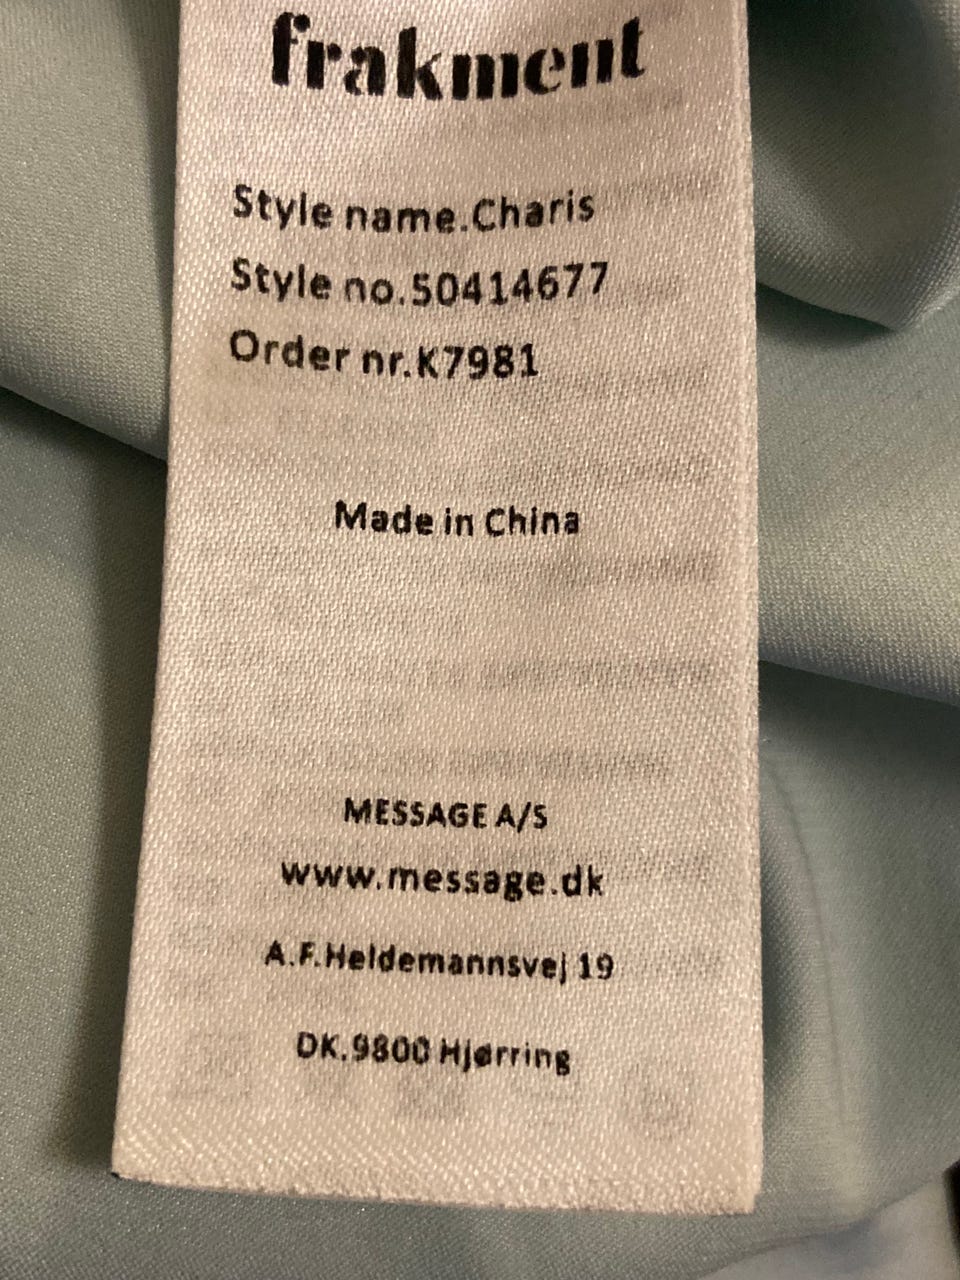 frakment
Style name.Charis
Style no.50414677
Order nr.K7981
Made in China
MESSAGE A/S
www.message.dk
A.F.Heldemannsvej 19
DK.9800 Hjørring